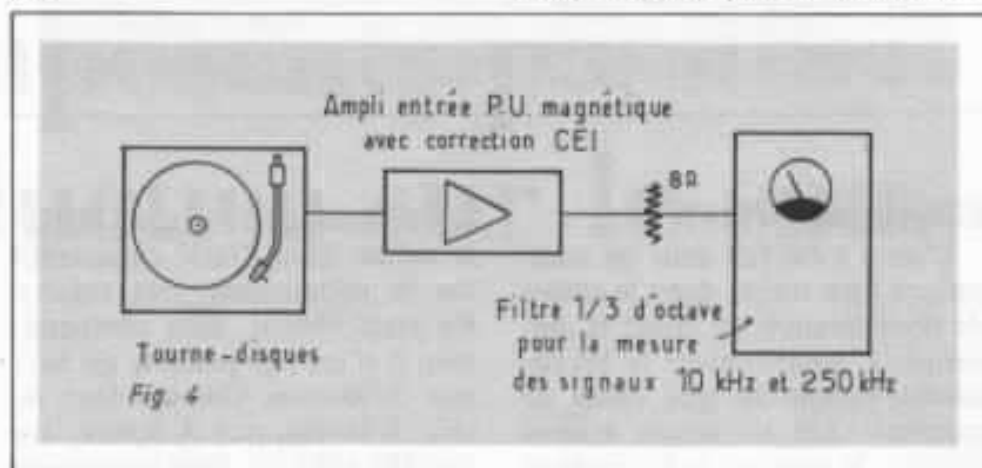 Ampli entrée P.U. magnétique
avec correction CEI
8Ω
Filtre 1/3 d'octave
pour la mesure
des signaux 10 kHz et 250 kHz
Tourne-disques
Fig. 4